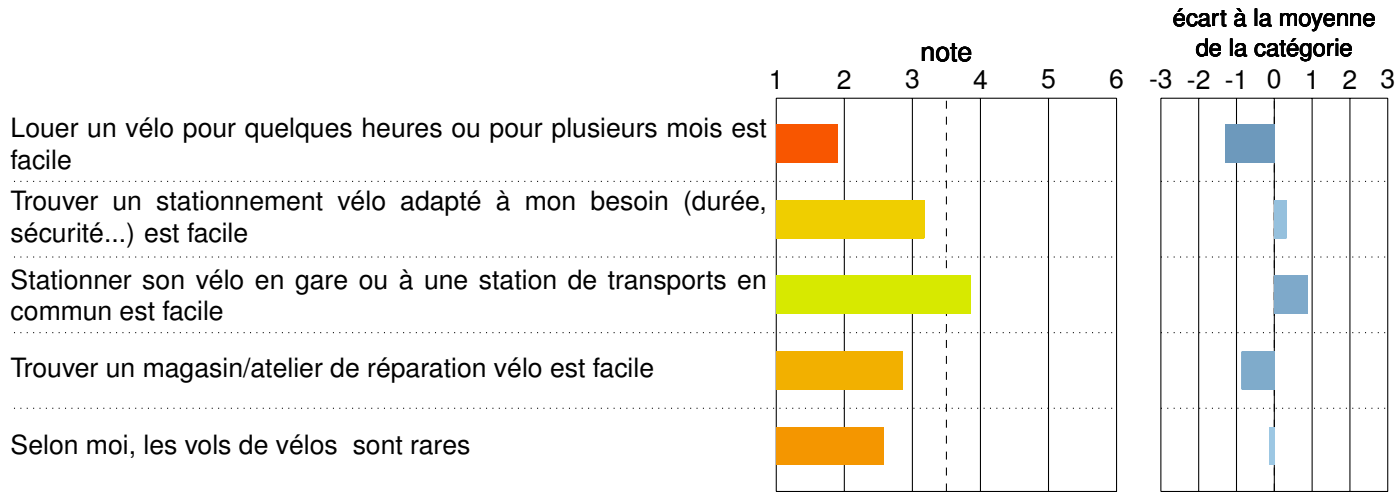 écart à la moyenne
de la catégorie
note
1 2 3 4 5 6
-3 -2 -1 0 1 2 3
Louer un vélo pour quelques heures ou pour plusieurs mois est
facile
Trouver un stationnement vélo adapté à mon besoin (durée,
sécurité...) est facile
Stationner son vélo en gare ou à une station de transports en
commun est facile
Trouver un magasin/atelier de réparation vélo est facile
Selon moi, les vols de vélos sont rares